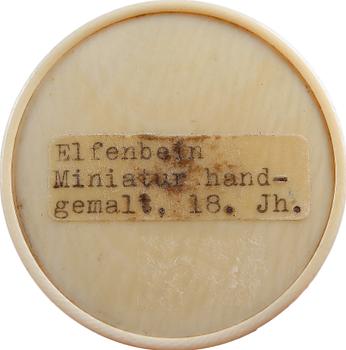 Elfenbein
Miniatur hand-
gemalt, 18. Jh.